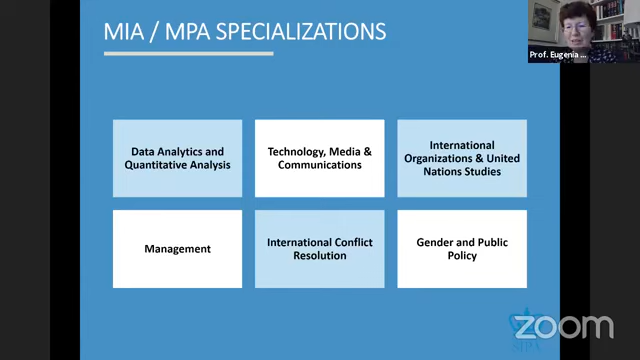 MIA / MPA SPECIALIZATIONS
Prof. Eugenia ...
Data Analytics and
Quantitative Analysis
Technology, Media &
Communications
International
Organizations & United
Nations Studies
Management
International Conflict
Resolution
Gender and Public
Policy
zoom
SIPA